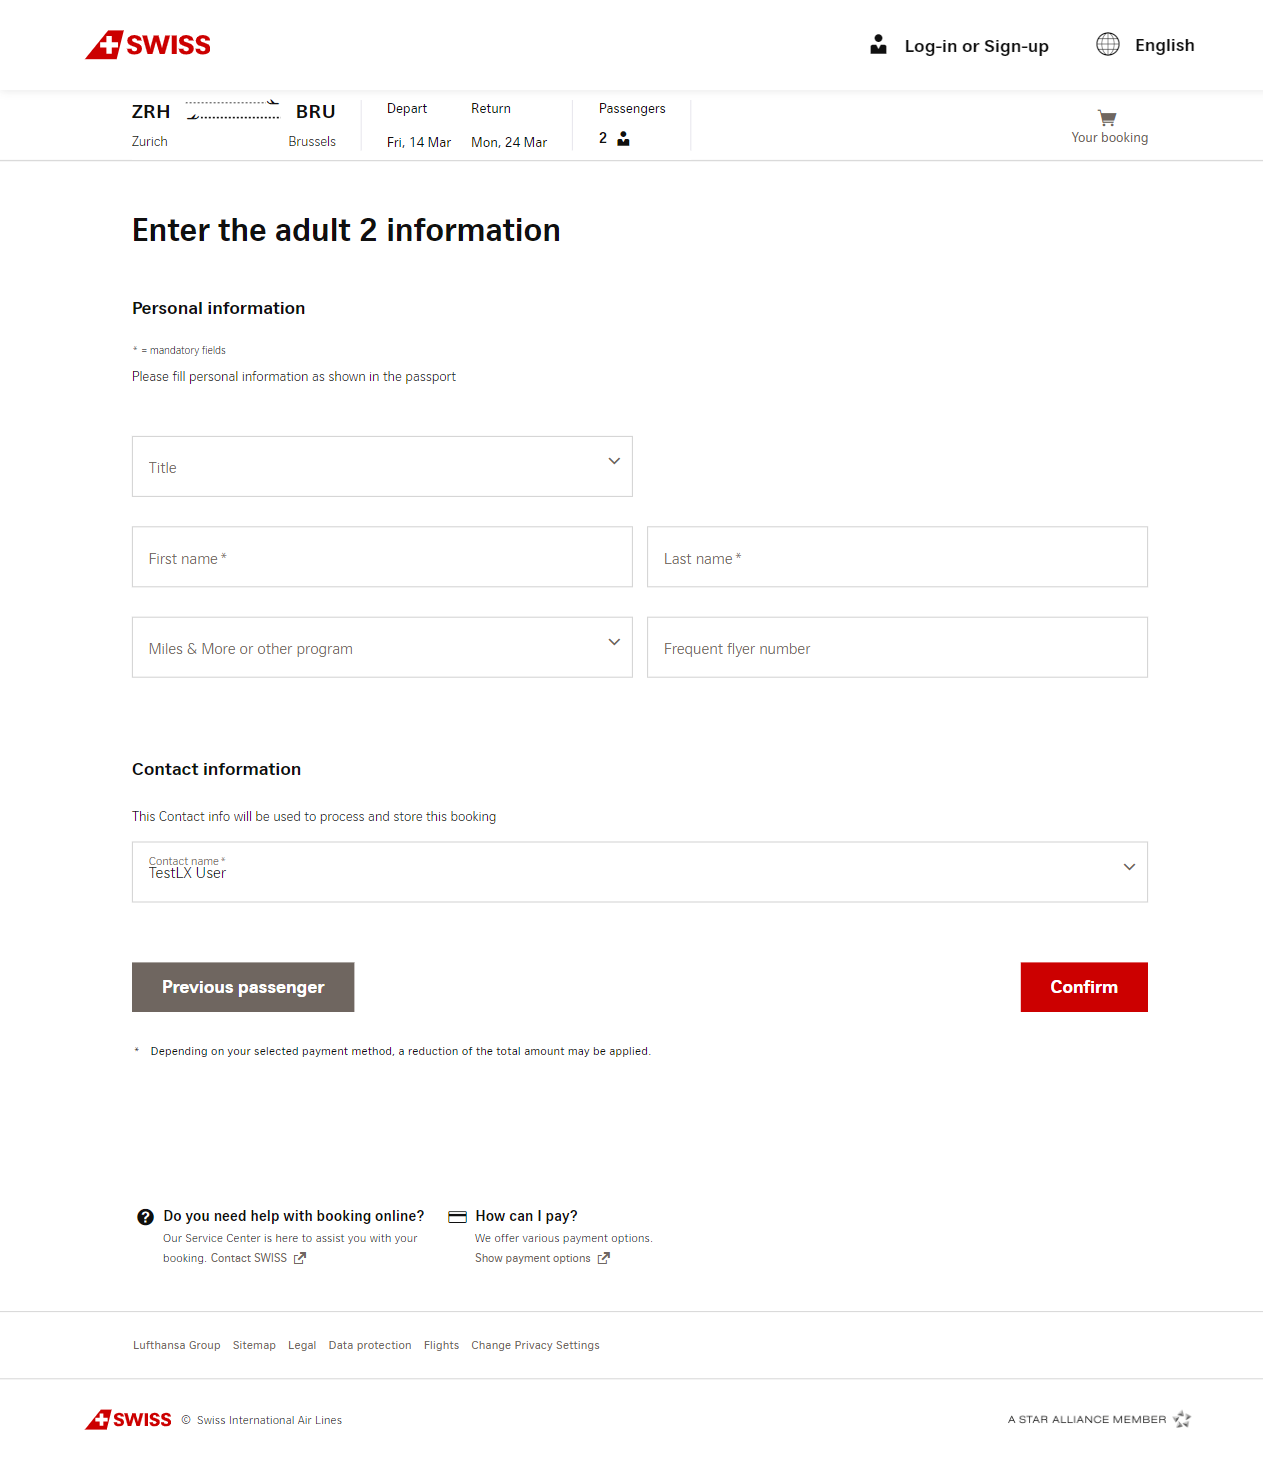 SWISS
Log-in or Sign-up
English
ZRH BRU
Zurich Brussels
Depart Return
Fri, 14 Mar Mon, 24 Mar
Passengers
2
Your booking
Enter the adult 2 information
Personal information
* = mandatory fields
Please fill personal information as shown in the passport
Title
First name *
Last name *
Miles & More or other program
Frequent flyer number
Contact information
This Contact info will be used to process and store this booking
Contact name *
TestLX User
Previous passenger
Confirm
* Depending on your selected payment method, a reduction of the total amount may be applied.
Do you need help with booking online?
Our Service Center is here to assist you with your
booking. Contact SWISS
How can I pay?
We offer various payment options.
Show payment options
Lufthansa Group Sitemap Legal Data protection Flights Change Privacy Settings
SWISS © Swiss International Air Lines
A STAR ALLIANCE MEMBER